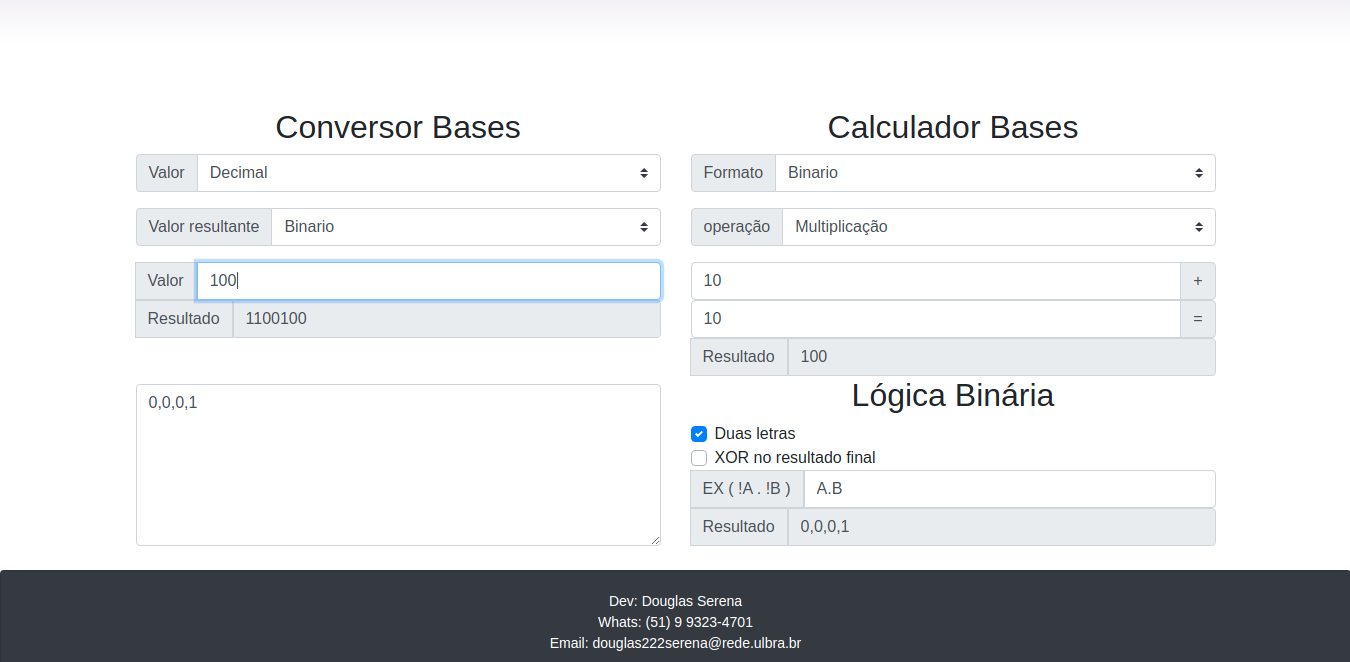 Conversor Bases
Valor Decimal
Valor resultante Binario
Valor 100
Resultado 1100100
0,0,0,1
Calculador Bases
Formato Binario
operação Multiplicação
10 +
10 =
Resultado 100
Lógica Binária
Duas letras
XOR no resultado final
EX ( !A . !B ) A.B
Resultado 0,0,0,1
Dev: Douglas Serena
Whats: (51) 9 9323-4701
Email: douglas222serena@rede.ulbra.br